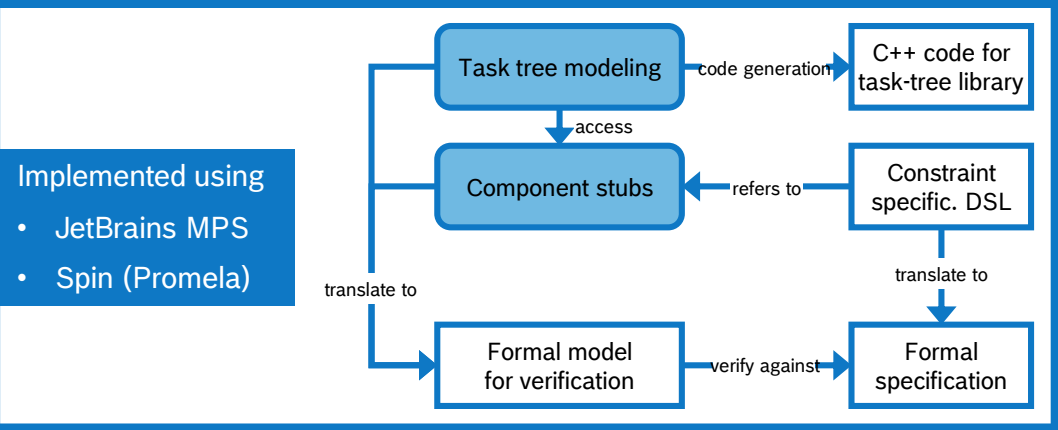 Task tree modeling
code generation
C++ code for
task-tree library
access
Implemented using
• JetBrains MPS
• Spin (Promela)
Component stubs
refers to
Constraint
specific. DSL
translate to
translate to
Formal model
for verification
verify against
Formal
specification